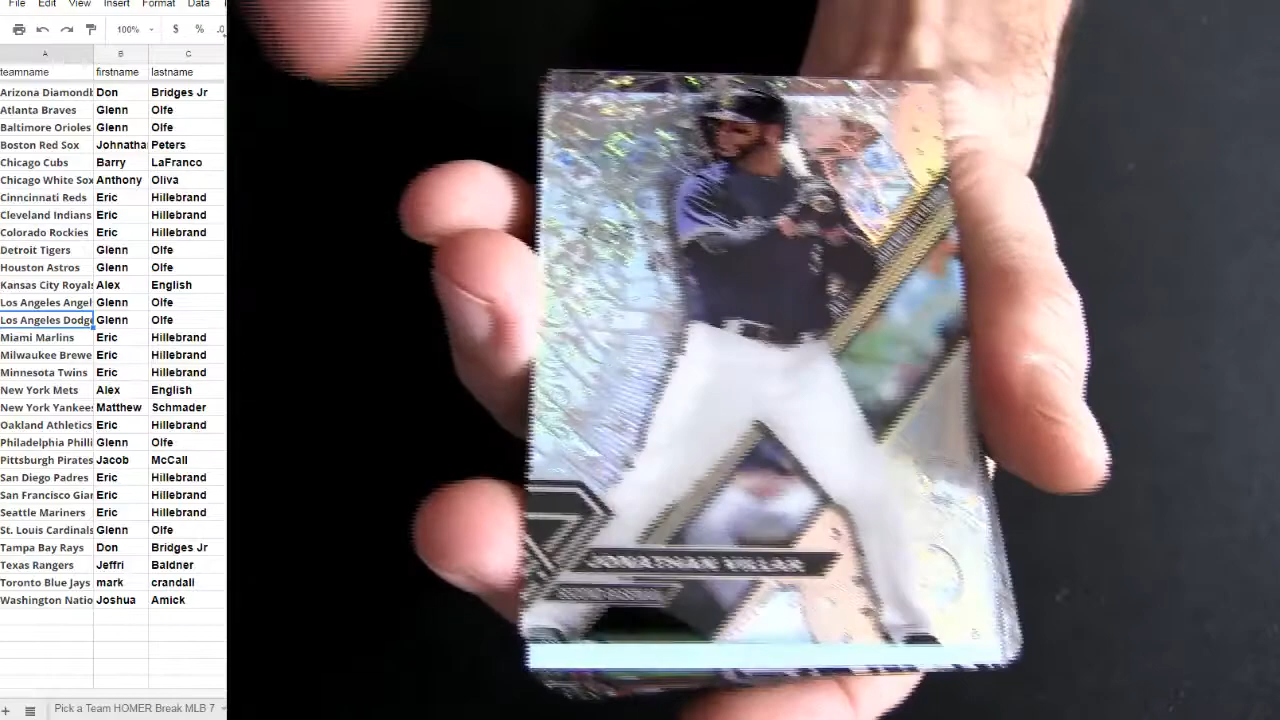 File Edit View Insert Format Data
100% $ % .0
A B C
teamname firstname lastname
Arizona Diamondb Don Bridges Jr
Atlanta Braves Glenn Olfe
Baltimore Orioles Glenn Olfe
Boston Red Sox Johnathan Peters
Chicago Cubs Barry LaFranco
Chicago White Sox Anthony Oliva
Cinncinnati Reds Eric Hillebrand
Cleveland Indians Eric Hillebrand
Colorado Rockies Eric Hillebrand
Detroit Tigers Glenn Olfe
Houston Astros Glenn Olfe
Kansas City Royals Alex English
Los Angeles Angel Glenn Olfe
Los Angeles Dodge Glenn Olfe
Miami Marlins Eric Hillebrand
Milwaukee Brewe Eric Hillebrand
Minnesota Twins Eric Hillebrand
New York Mets Alex English
New York Yankees Matthew Schmader
Oakland Athletics Eric Hillebrand
Philadelphia Philli Glenn Olfe
Pittsburgh Pirates Jacob McCall
San Diego Padres Eric Hillebrand
San Francisco Gian Eric Hillebrand
Seattle Mariners Eric Hillebrand
St. Louis Cardinals Glenn Olfe
Tampa Bay Rays Don Bridges Jr
Texas Rangers Jeffri Baldner
Toronto Blue Jays mark crandall
Washington Natio Joshua Amick
Pick a Team HOMER Break MLB 7
JONATHAN VILLAR
SECOND BASEMAN